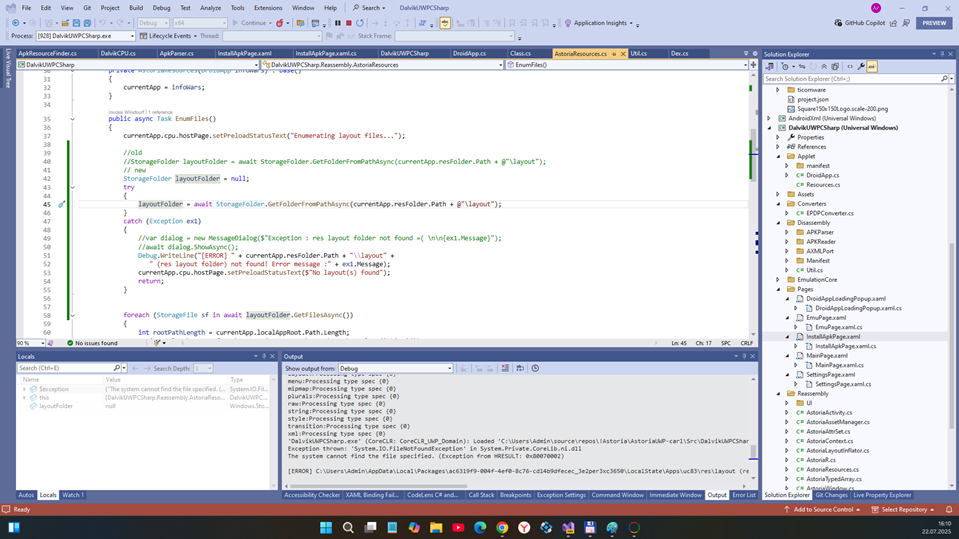 File Edit View Git Project Build Debug Test Analyze Tools Extensions Window Help Search DalvikUWPCSharp
Debug x64 Continue Application Insights GitHub Copilot PREVIEW
Process: [928] DalvikUWPCSharp.exe Lifecycle Events Thread: Stack Frame:
Live Visual Tree
ApkResourceFinder.cs DalvikCPU.cs ApkParser.cs InstallApkPage.xaml InstallApkPage.xaml.cs DalvikUWPCSharp DroidApp.cs Class.cs AstoriaResources.cs Util.cs Dex.cs
DalvikUWPCSharp DalvikUWPCSharp.Reassembly.AstoriaResources EnumFiles()
31 {
32 currentApp = infoWars;
33 }
34
Invoke Windsurf? | 1 reference
35 public async Task EnumFiles()
36 {
37 currentApp.cpu.hostPage.setPreloadStatusText("Enumerating layout files...");
38
39 //old
40 //StorageFolder layoutFolder = await StorageFolder.GetFolderFromPathAsync(currentApp.resFolder.Path + @"\layout");
41 // new
42 StorageFolder layoutFolder = null;
43 try
44 {
45 layoutFolder = await StorageFolder.GetFolderFromPathAsync(currentApp.resFolder.Path + @"\layout");
46 }
47 catch (Exception ex1)
48 {
49 //var dialog = new MessageDialog($"Exception : res layout folder not found =( \n\n{ex1.Message}");
50 //await dialog.ShowAsync();
51 Debug.WriteLine("[ERROR] " + currentApp.resFolder.Path + "\\layout" +
52 " (res layout folder) not found! Error message :" + ex1.Message);
53 currentApp.cpu.hostPage.setPreloadStatusText($"No layout(s) found");
54 return;
55 }
56
57
58 foreach (StorageFile sf in await layoutFolder.GetFilesAsync())
59 {
60 int rootPathLength = currentApp.localAppRoot.Path.Length;
90 % No issues found Ln: 45 Ch: 17 SPC CRLF
Locals
Search (Ctrl+E) Search Depth: 3
Name Value Type
$exception {"The system cannot find the file specified. (Exception System.IO.Fil...
this {DalvikUWPCSharp.Reassembly.AstoriaReso... DalvikUWPC...
layoutFolder null Windows.Sto...
Autos Locals Watch 1
Output
Show output from: Debug
menu:Processing type spec {0}
mipmap:Processing type spec {0}
plurals:Processing type spec {0}
raw:Processing type spec {0}
string:Processing type spec {0}
style:Processing type spec {0}
transition:Processing type spec {0}
xml:Processing type spec {0}
'DalvikUWPCSharp.exe' (CoreCLR: CoreCLR_UWP_Domain): Loaded 'C:\Users\Admin\source\repos\!Astoria\AstoriaUWP-carl\Src\DalvikUWPCSh
Exception thrown: 'System.IO.FileNotFoundException' in System.Private.CoreLib.ni.dll
The system cannot find the file specified. (Exception from HRESULT: 0x80070002)
[ERROR] C:\Users\Admin\AppData\Local\Packages\ac6319f9-004f-4ef0-8c76-cd14b9dfecec_3e2per3xc3650\LocalState\Apps\uc83\res\layout (re
Accessibility Checker XAML Binding Fail... CodeLens C# and C... Call Stack Breakpoints Exception Settings Command Window Immediate Window Output Error List
Solution Explorer
Search Solution Explorer (Ctrl+;)
ticornware
project.json
Square150x150Logo.scale-200.png
AndroidXml (Universal Windows)
DalvikUWPCSharp (Universal Windows)
Properties
References
Applet
manifest
DroidApp.cs
Resources.cs
Assets
Converters
EPDPConverter.cs
Disassembly
APKParser
APKReader
AXMLPort
Manifest
Util.cs
EmulationCore
Pages
DroidAppLoadingPopup.xaml
DroidAppLoadingPopup.xaml.cs
EmuPage.xaml
EmuPage.xaml.cs
InstallApkPage.xaml
InstallApkPage.xaml.cs
MainPage.xaml
MainPage.xaml.cs
SettingsPage.xaml
SettingsPage.xaml.cs
Reassembly
UI
AstoriaActivity.cs
AstoriaAssetManager.cs
AstoriaAttrSet.cs
AstoriaContext.cs
AstoriaLayoutInflator.cs
AstoriaR.cs
AstoriaResources.cs
AstoriaTypedArray.cs
AstoriaWindow.cs
Solution Explorer Git Changes Live Property Explorer
Ready Add to Source Control Select Repository
16:10
22.07.2025